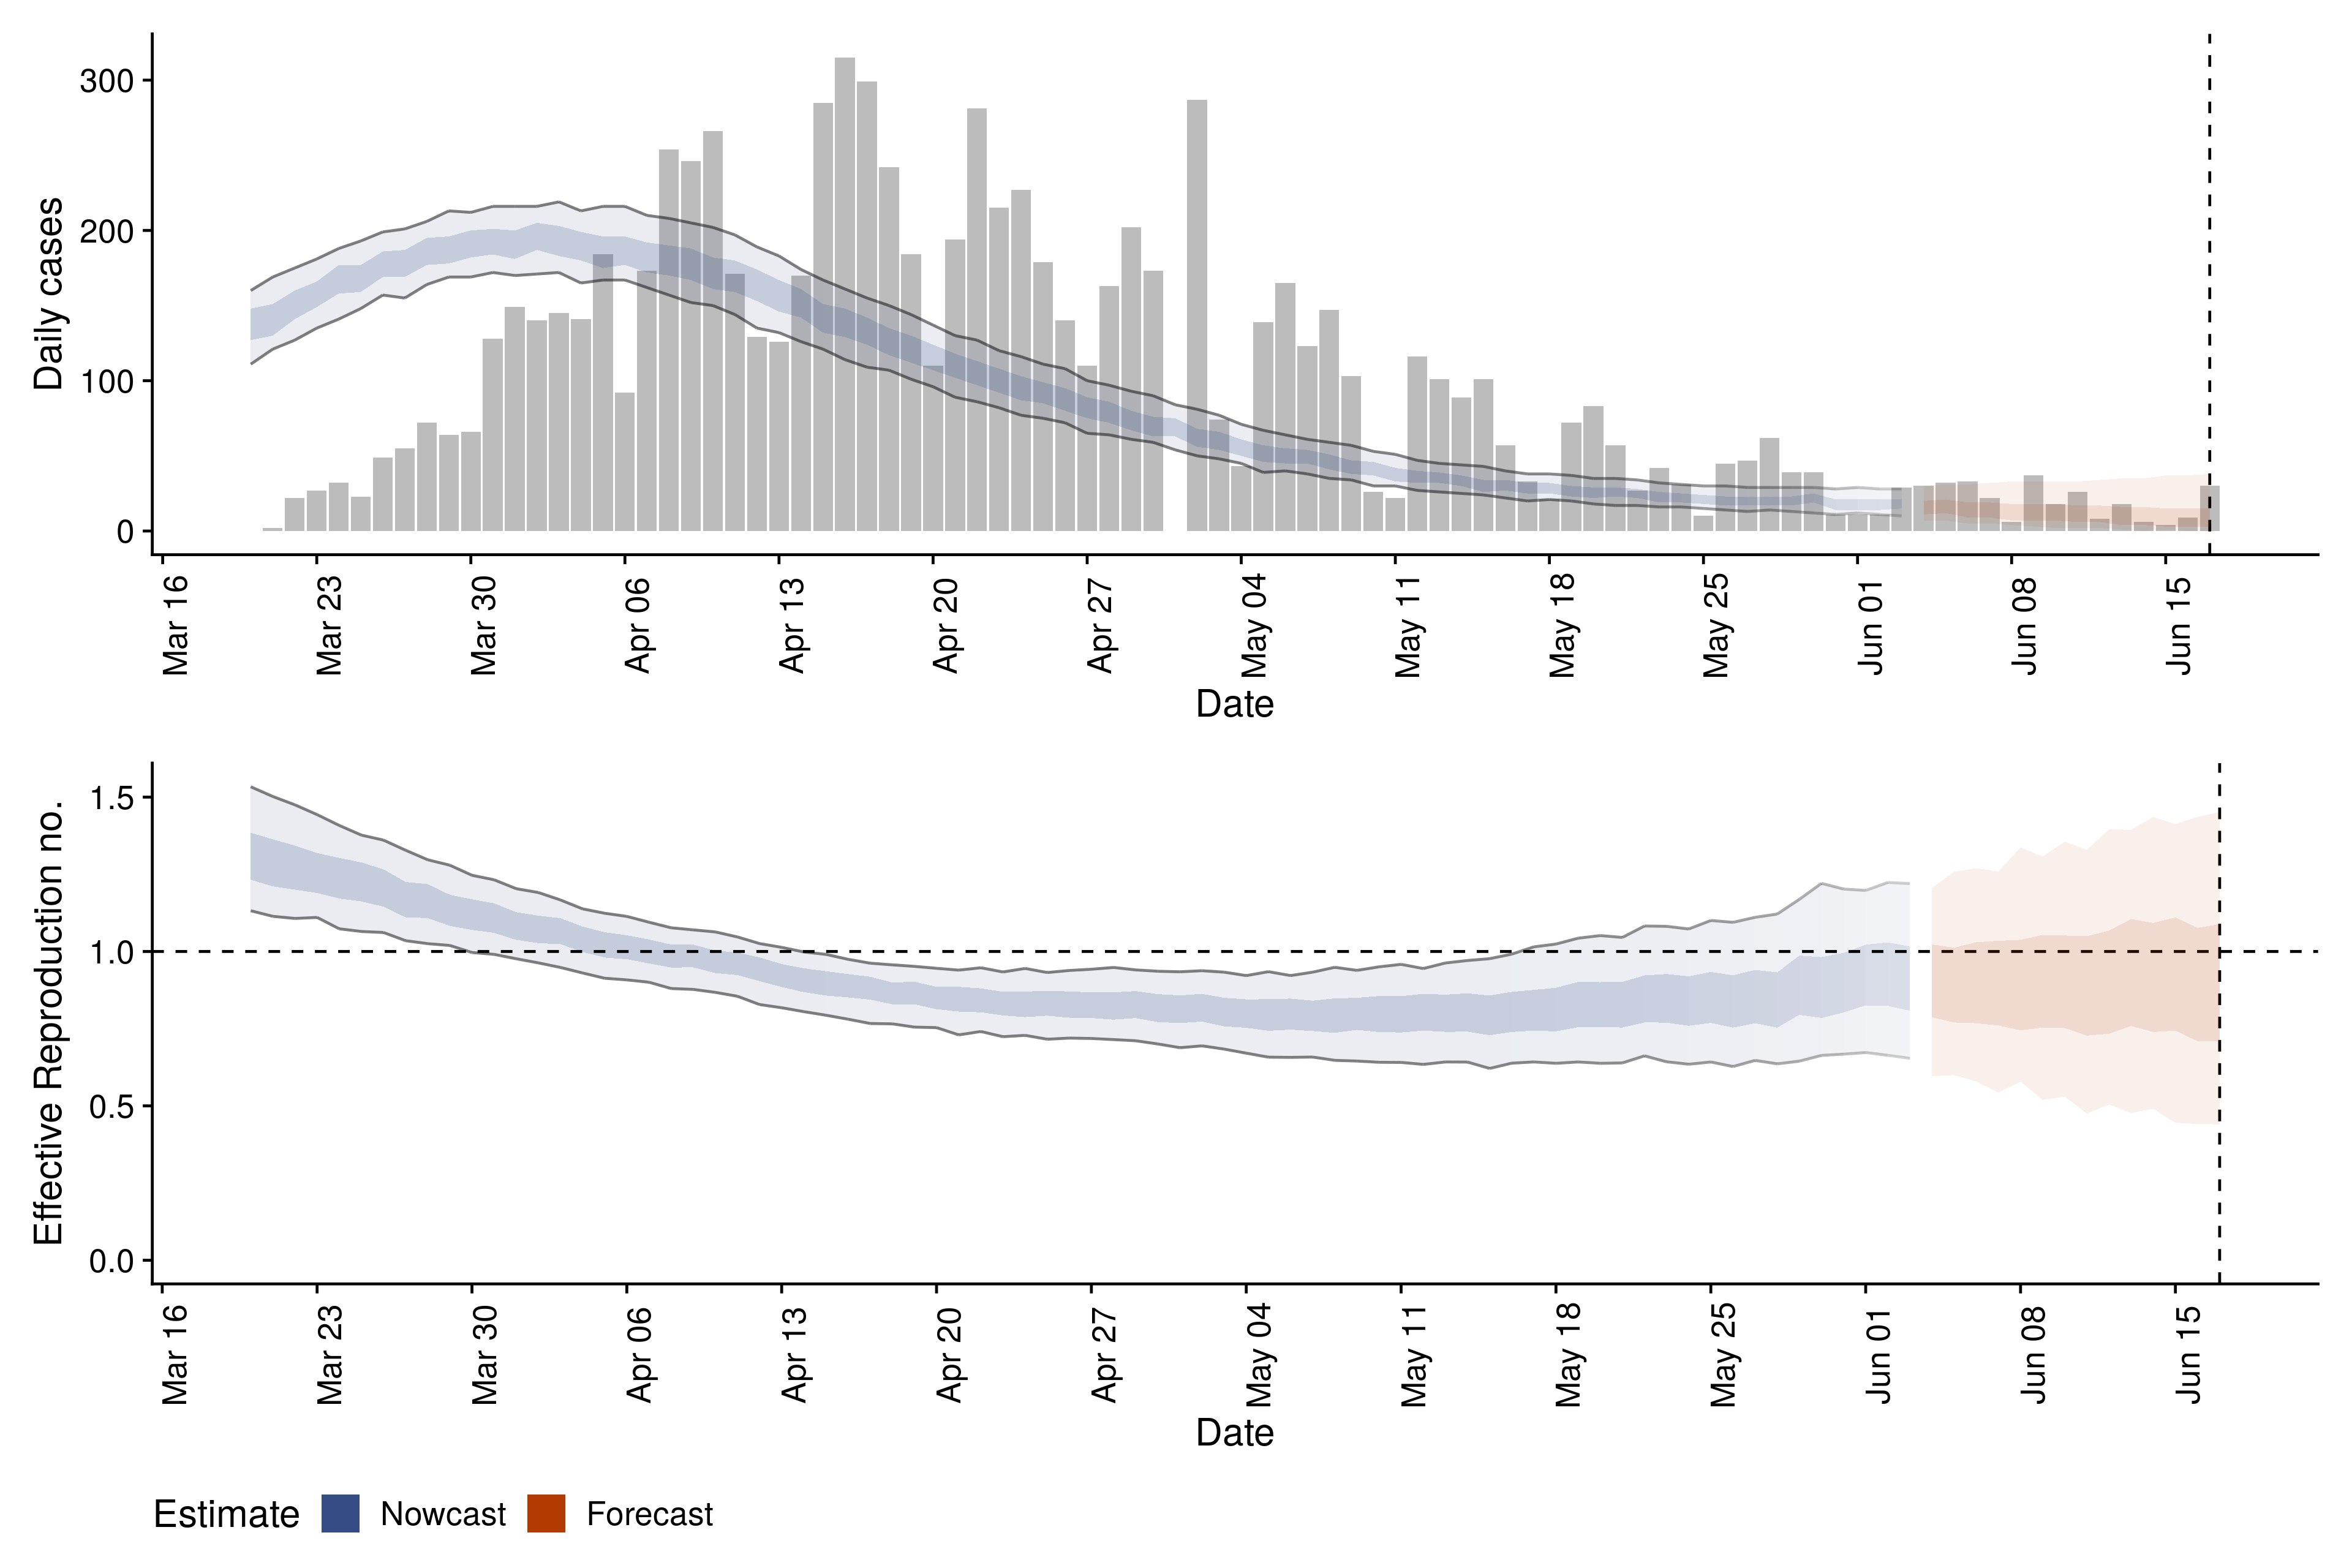 Daily cases
300
200
100
0
Mar 16
Mar 23
Mar 30
Apr 06
Apr 13
Apr 20
Apr 27
May 04
May 11
May 18
May 25
Jun 01
Jun 08
Jun 15
Date
Effective Reproduction no.
1.5
1.0
0.5
0.0
Mar 16
Mar 23
Mar 30
Apr 06
Apr 13
Apr 20
Apr 27
May 04
May 11
May 18
May 25
Jun 01
Jun 08
Jun 15
Date
Estimate Nowcast Forecast